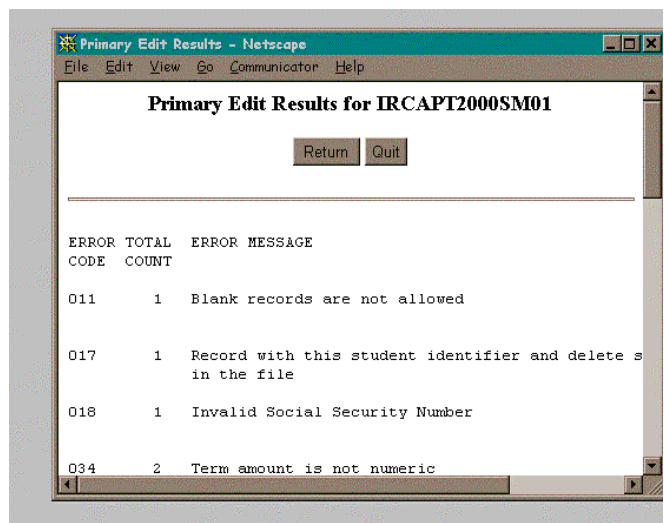 Primary Edit Results - Netscape
File Edit View Go Communicator Help
Primary Edit Results for IRCAPT2000SM01
Return Quit
ERROR TOTAL ERROR MESSAGE
CODE COUNT
011 1 Blank records are not allowed
017 1 Record with this student identifier and delete s
in the file
018 1 Invalid Social Security Number
034 2 Term amount is not numeric